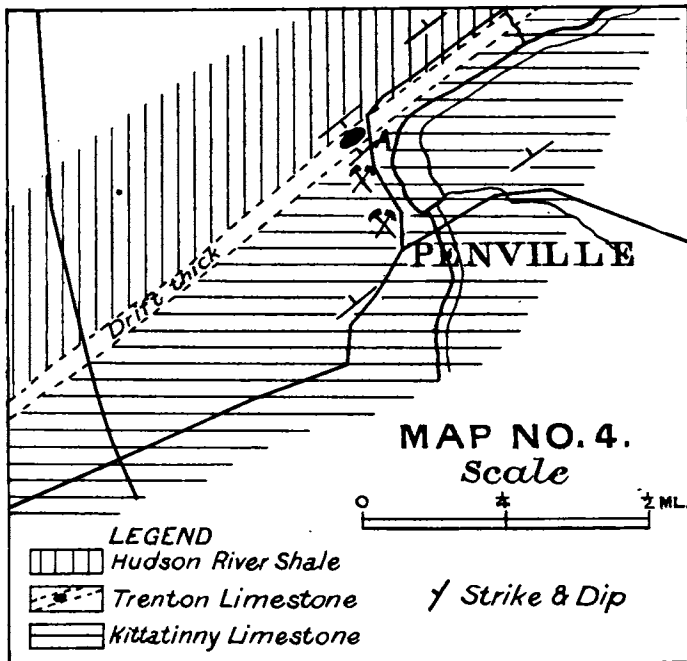 A
Drift thick
PENVILLE
MAP NO. 4.
Scale
0 ¼ ½ ML.
LEGEND
Hudson River Shale
Trenton Limestone
Kittatinny Limestone
Strike & Dip